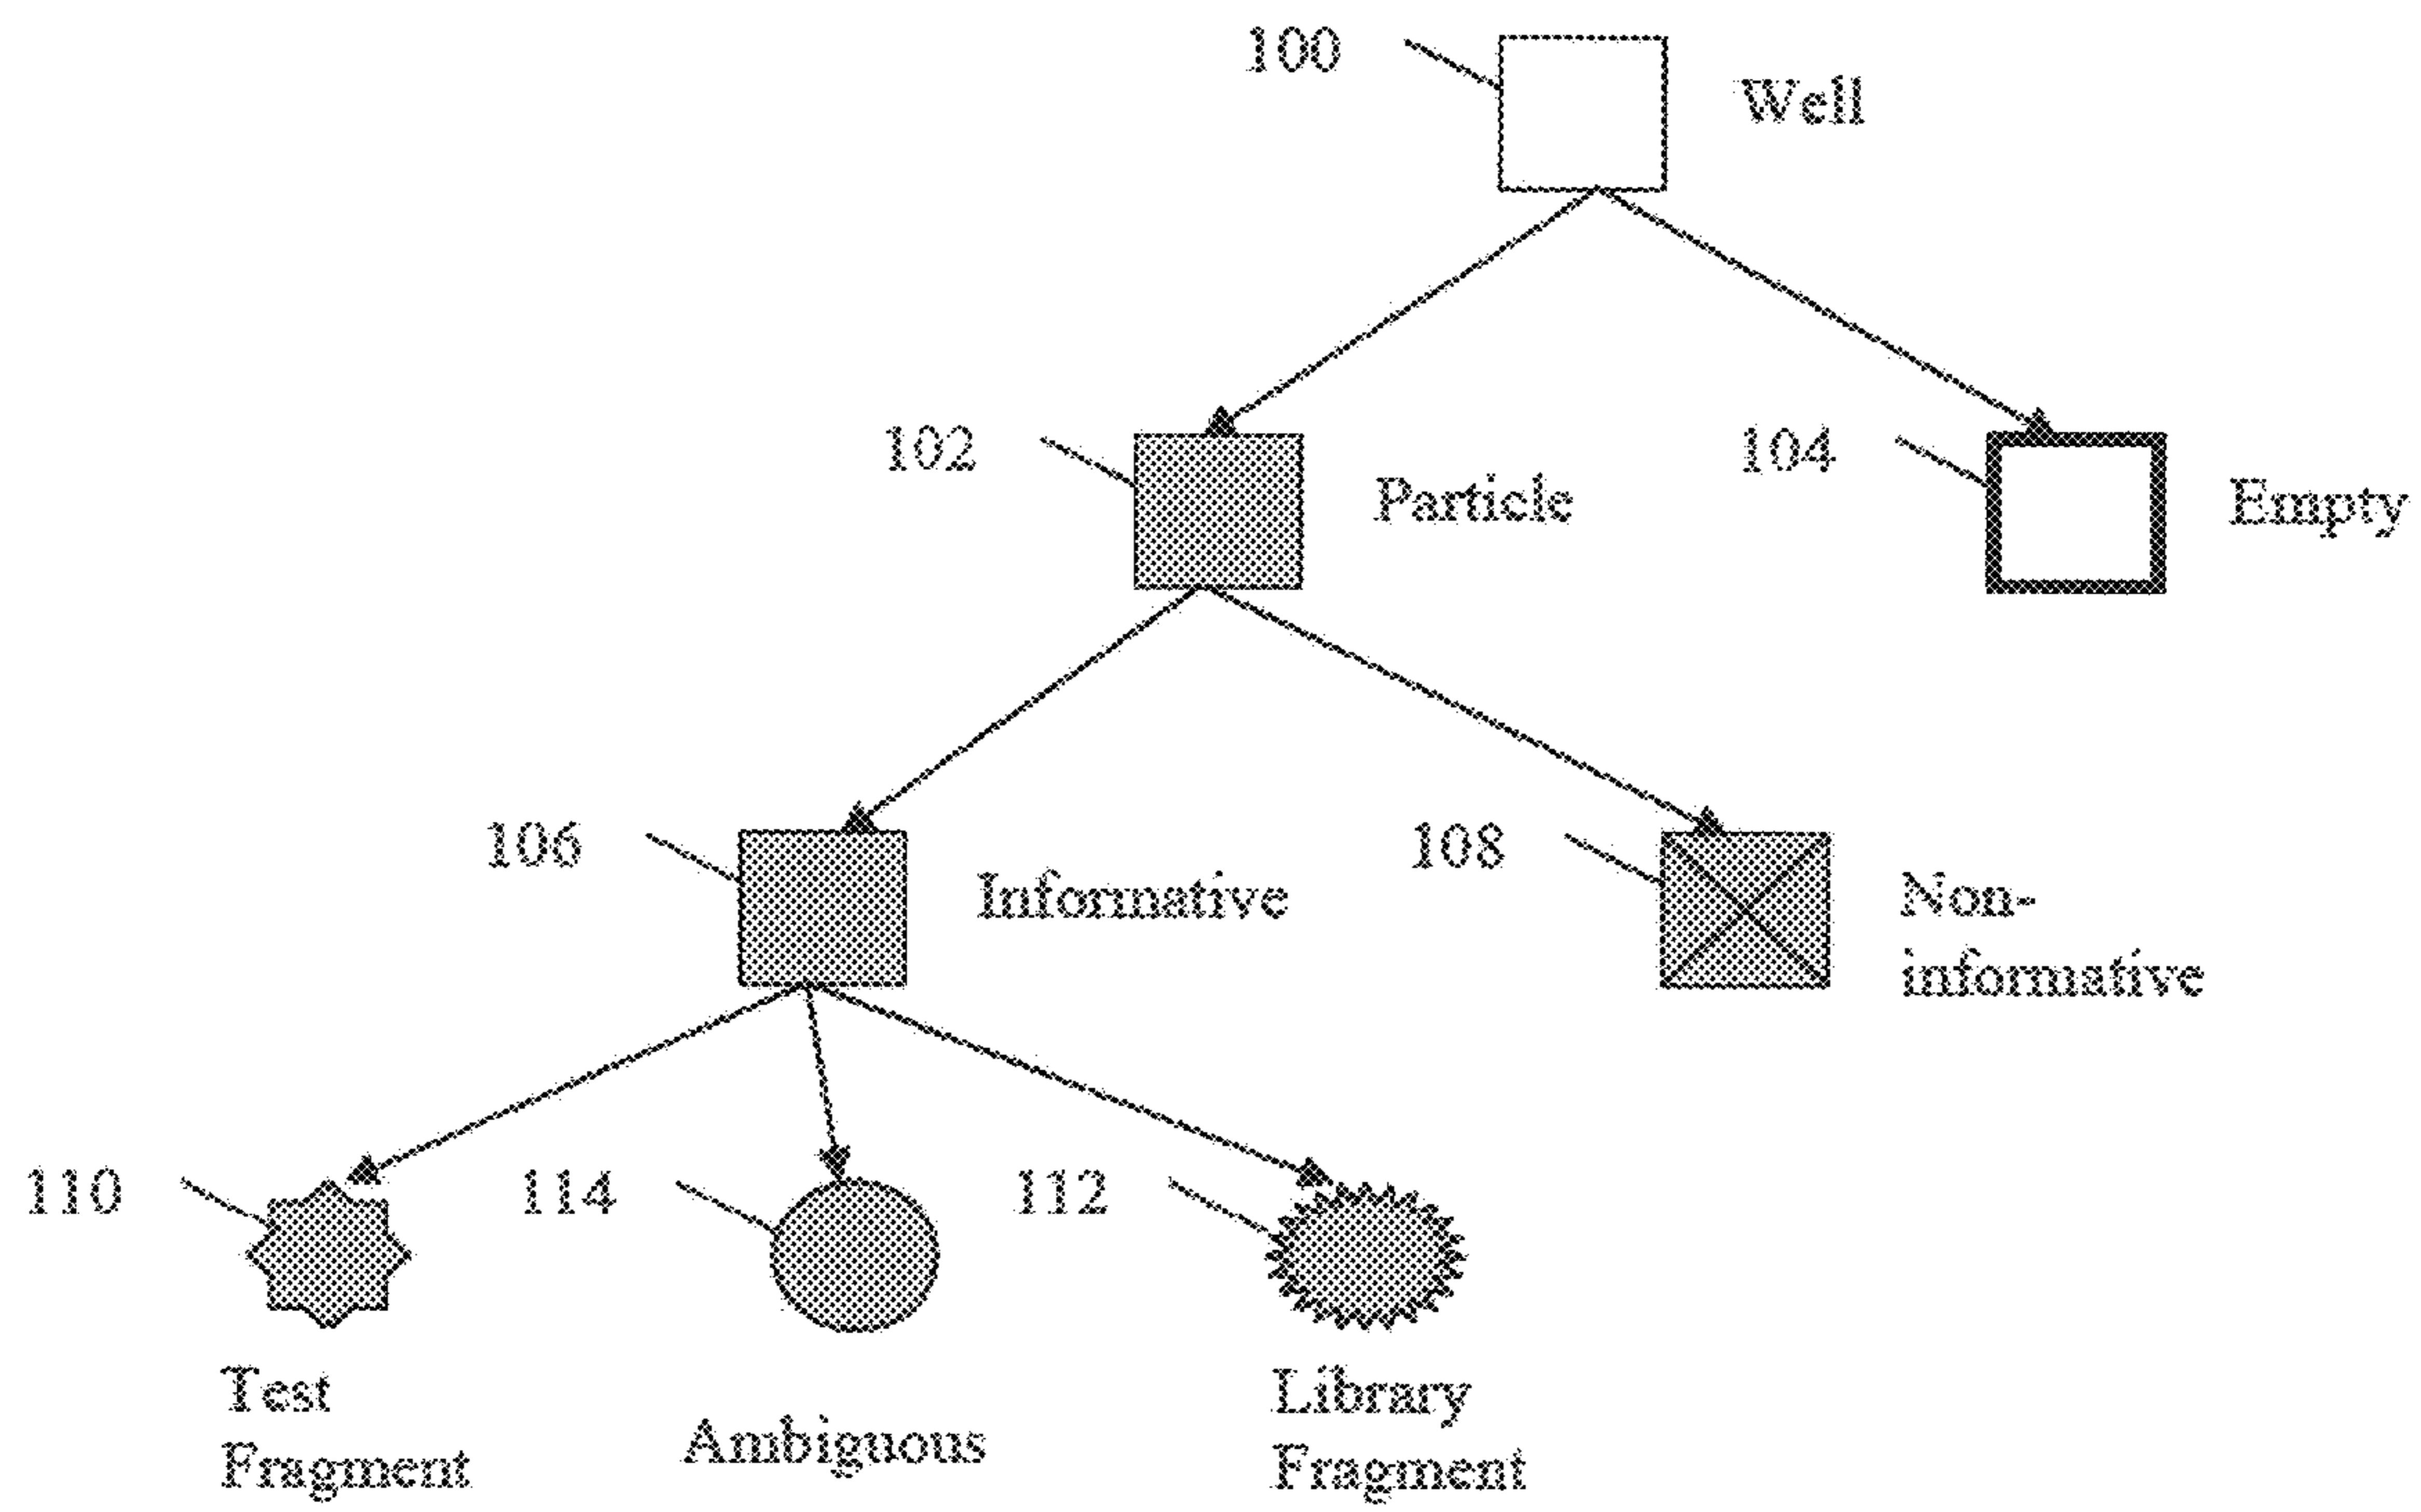 100
Well
102
Particle
104
Empty
106
Informative
108
Non-
informative
110
114
112
Test
Fragment
Ambiguous
Library
Fragment